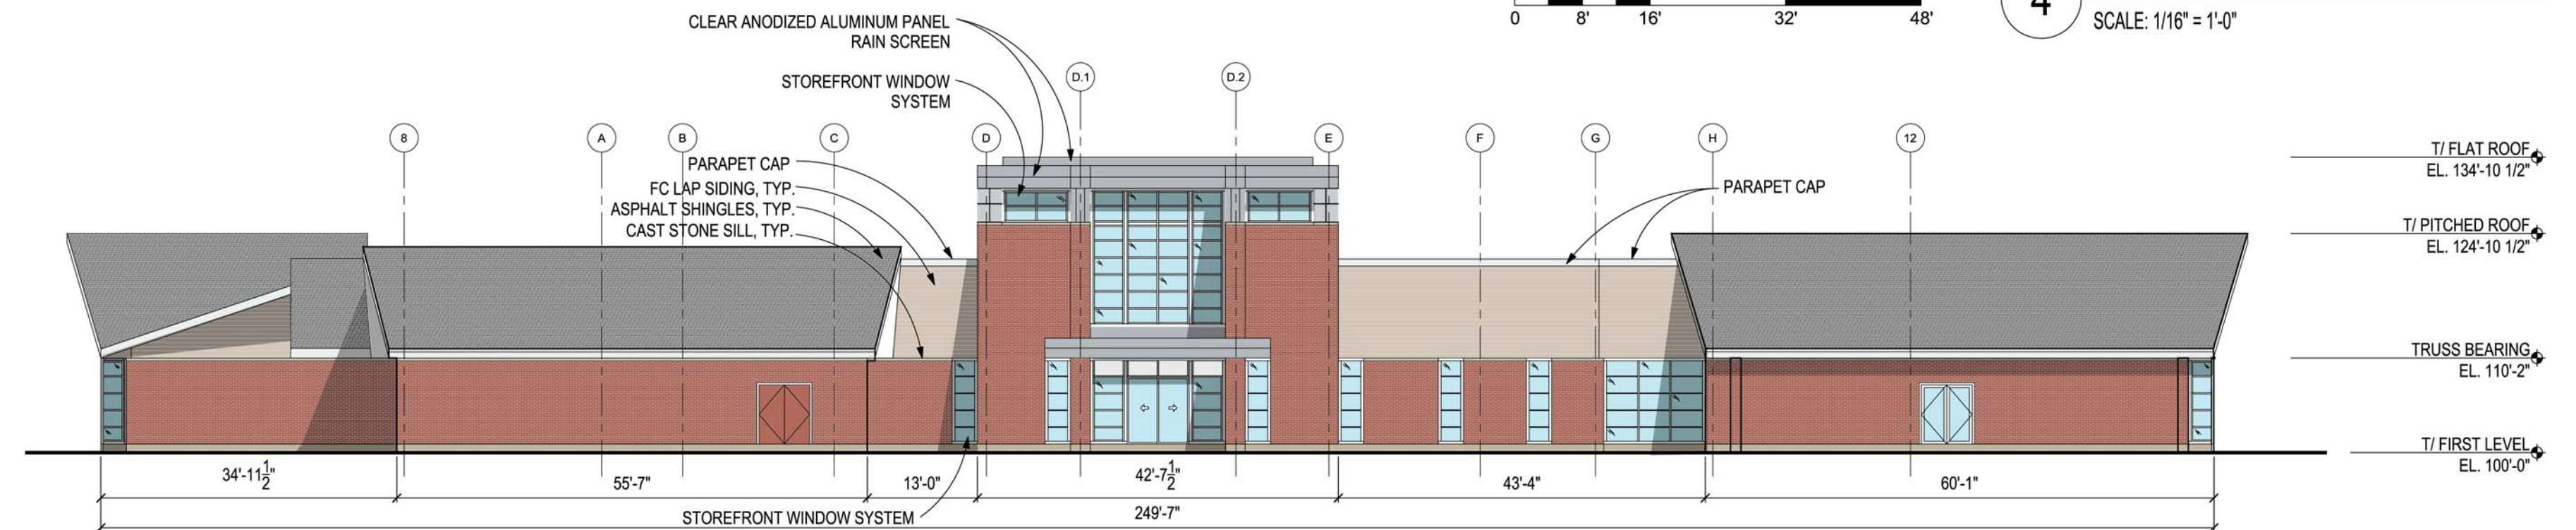 0 8' 16' 32' 48'
4
SCALE: 1/16" = 1'-0"
CLEAR ANODIZED ALUMINUM PANEL
RAIN SCREEN
STOREFRONT WINDOW
SYSTEM
D.1 D.2
8 A B C D E F G H 12
PARAPET CAP
FC LAP SIDING, TYP.
ASPHALT SHINGLES, TYP.
CAST STONE SILL, TYP.
PARAPET CAP
T/ FLAT ROOF
EL. 134'-10 1/2"
T/ PITCHED ROOF
EL. 124'-10 1/2"
TRUSS BEARING
EL. 110'-2"
T/ FIRST LEVEL
EL. 100'-0"
34'-11 1/2" 55'-7" 13'-0" 42'-7 1/2" 43'-4" 60'-1"
249'-7"
STOREFRONT WINDOW SYSTEM